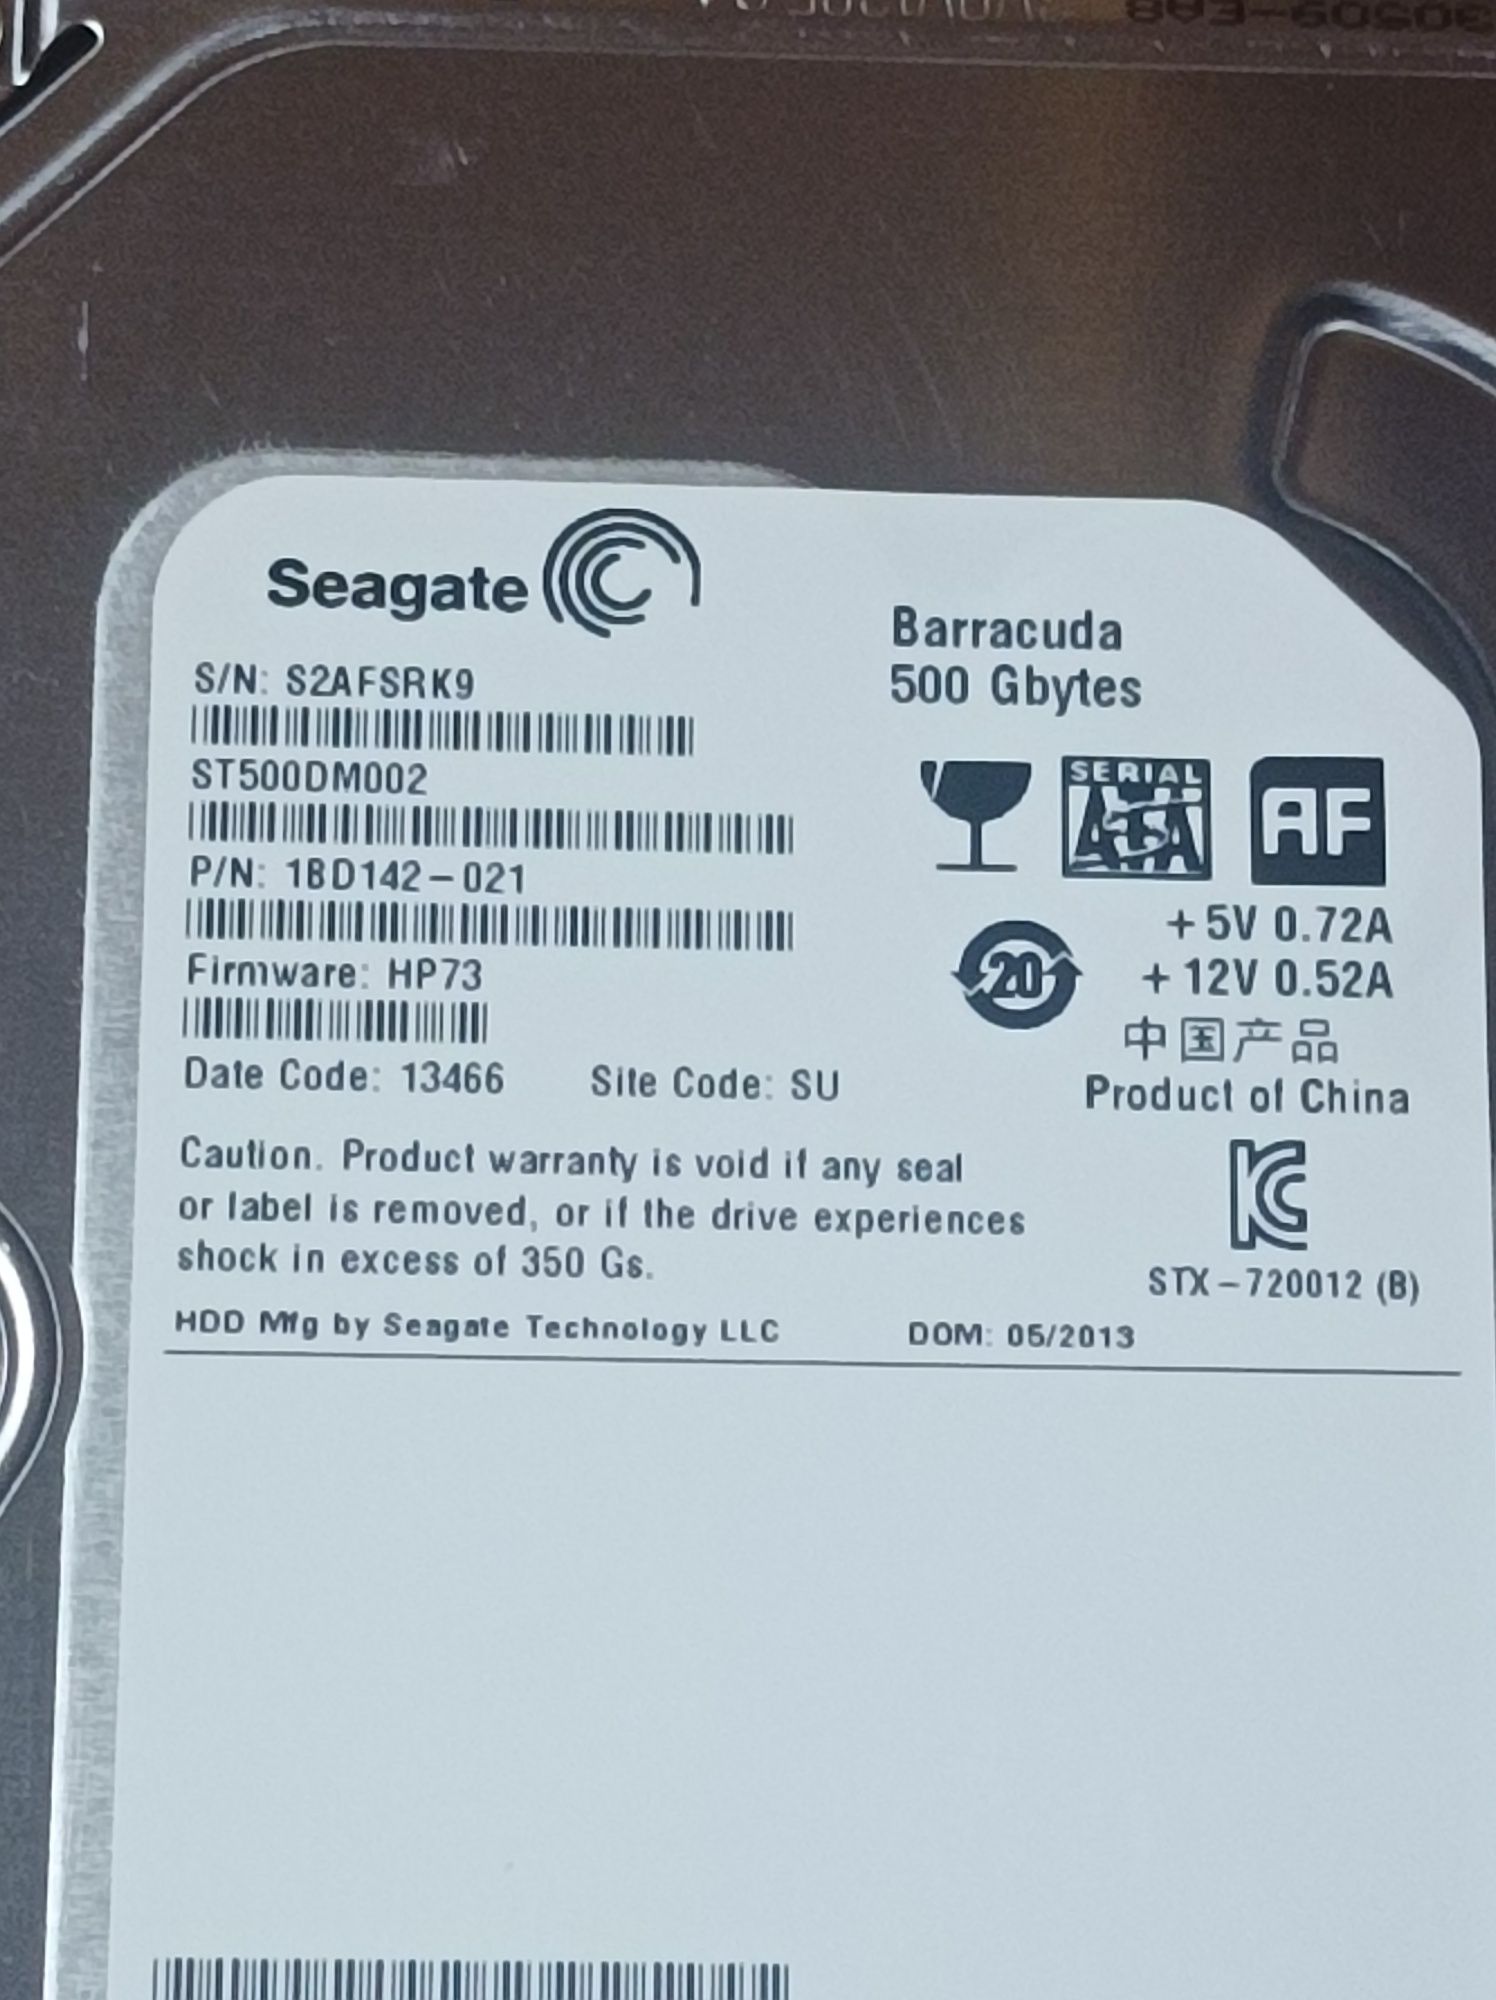 Seagate
Barracuda
500 Gbytes
S/N: S2AFSRK9
ST500DM002
P/N: 1BD142-021
Firmware: HP73
Date Code: 13466 Site Code: SU
SERIAL
ATA
AF
+5V 0.72A
20
+12V 0.52A
中国产品
Product of China
Caution. Product warranty is void if any seal
or label is removed, or if the drive experiences
shock in excess of 350 Gs.
STX-720012 (B)
HDD Mfg by Seagate Technology LLC DOM: 05/2013